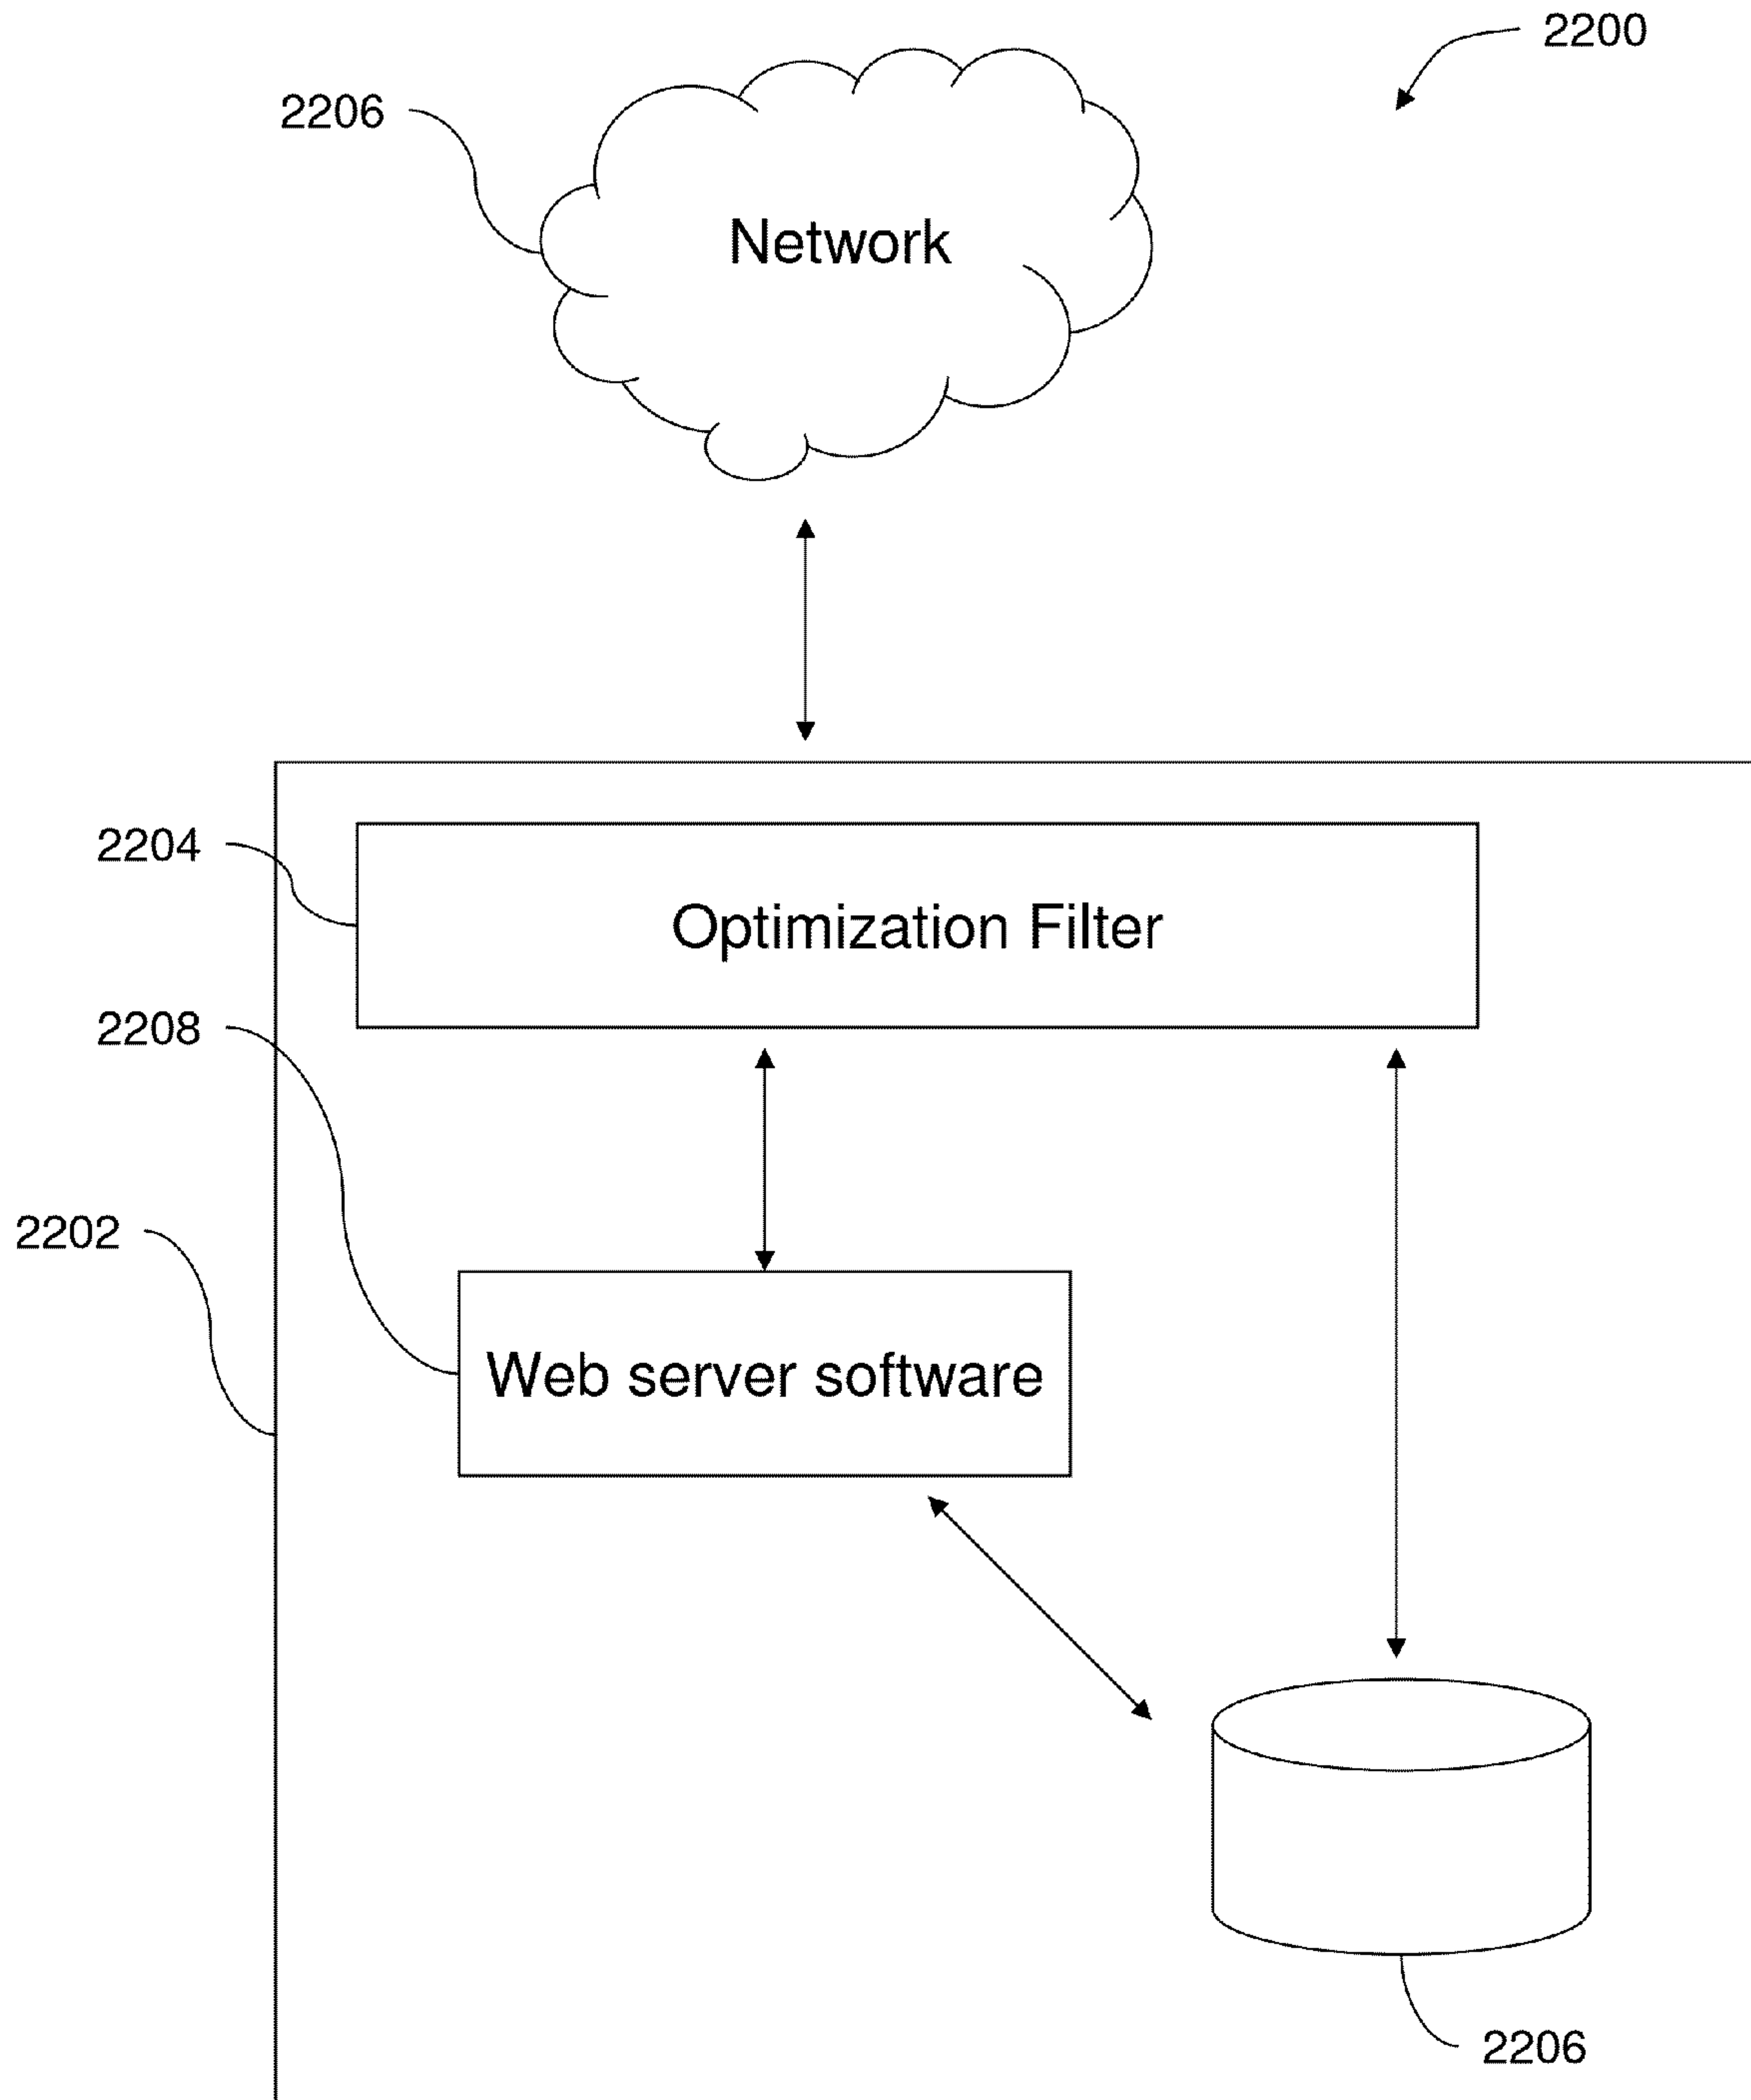 2200
2206
Network
2204
Optimization Filter
2208
2202
Web server software
2206